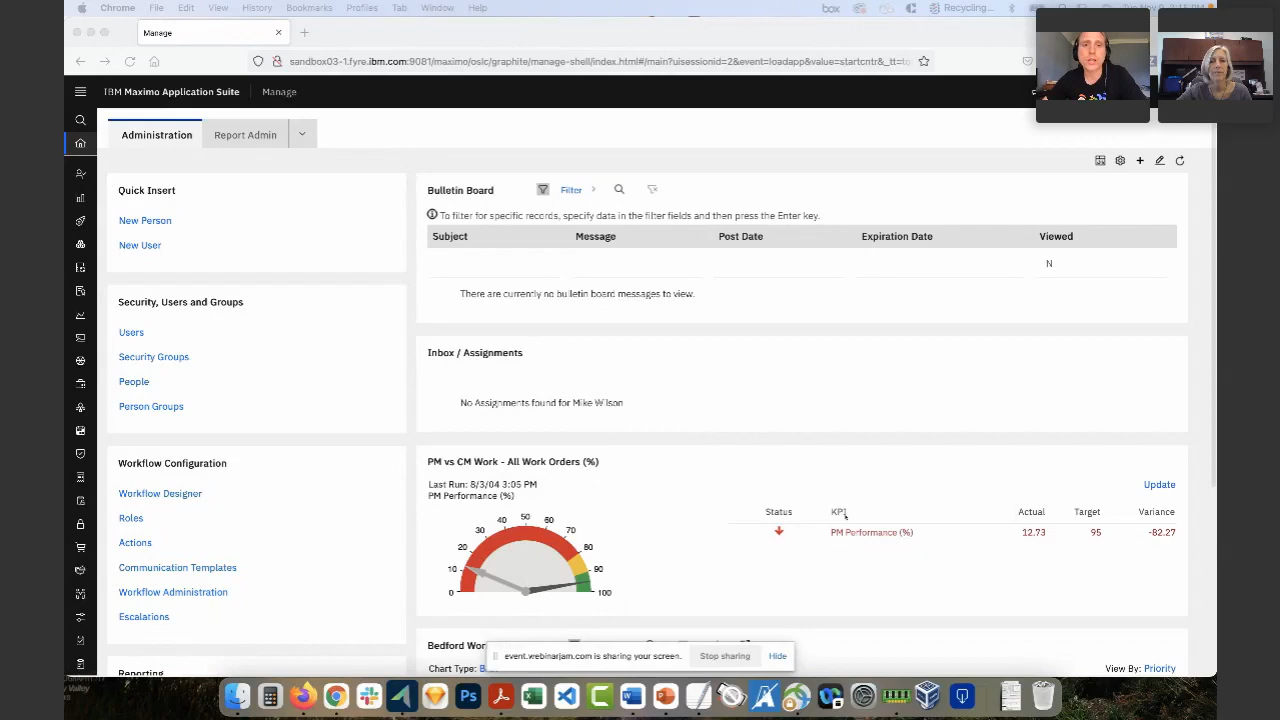 Chrome File Edit View History Bookmarks Profiles Tab Window Help
box
Recycling...
Manage
sandbox03-1.fyre.ibm.com:9081/maximo/oslc/graphite/manage-shell/index.html#/main?uisessionid=2&event=loadapp&value=startcntr&_tt=
IBM Maximo Application Suite
Manage
Administration
Report Admin
Quick Insert
New Person
New User
Security, Users and Groups
Users
Security Groups
People
Person Groups
Workflow Configuration
Workflow Designer
Roles
Actions
Communication Templates
Workflow Administration
Escalations
Reporting
Bulletin Board
Filter
To filter for specific records, specify data in the filter fields and then press the Enter key.
Subject Message Post Date Expiration Date Viewed
N
There are currently no bulletin board messages to view.
Inbox / Assignments
No Assignments found for Mike Wilson
PM vs CM Work - All Work Orders (%)
Last Run: 8/3/04 3:05 PM
PM Performance (%)
Update
0 10 20 30 40 50 60 70 80 90 100
Status KPI Actual Target Variance
PM Performance (%) 12.73 95 -82.27
Bedford Wor
event.webinarjam.com is sharing your screen.
Stop sharing
Hide
Chart Type:
View By: Priority